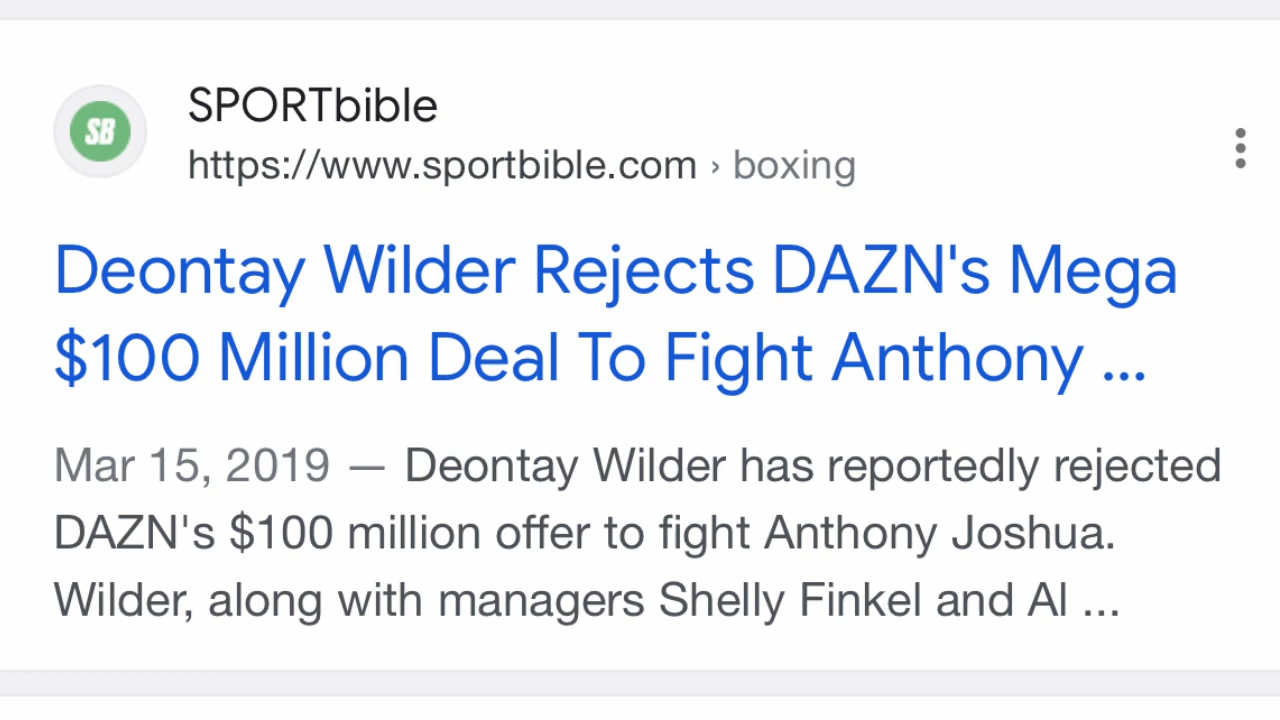 SB
SPORTbible
https://www.sportbible.com › boxing
Deontay Wilder Rejects DAZN's Mega
$100 Million Deal To Fight Anthony ...
Mar 15, 2019 — Deontay Wilder has reportedly rejected
DAZN's $100 million offer to fight Anthony Joshua.
Wilder, along with managers Shelly Finkel and Al ...